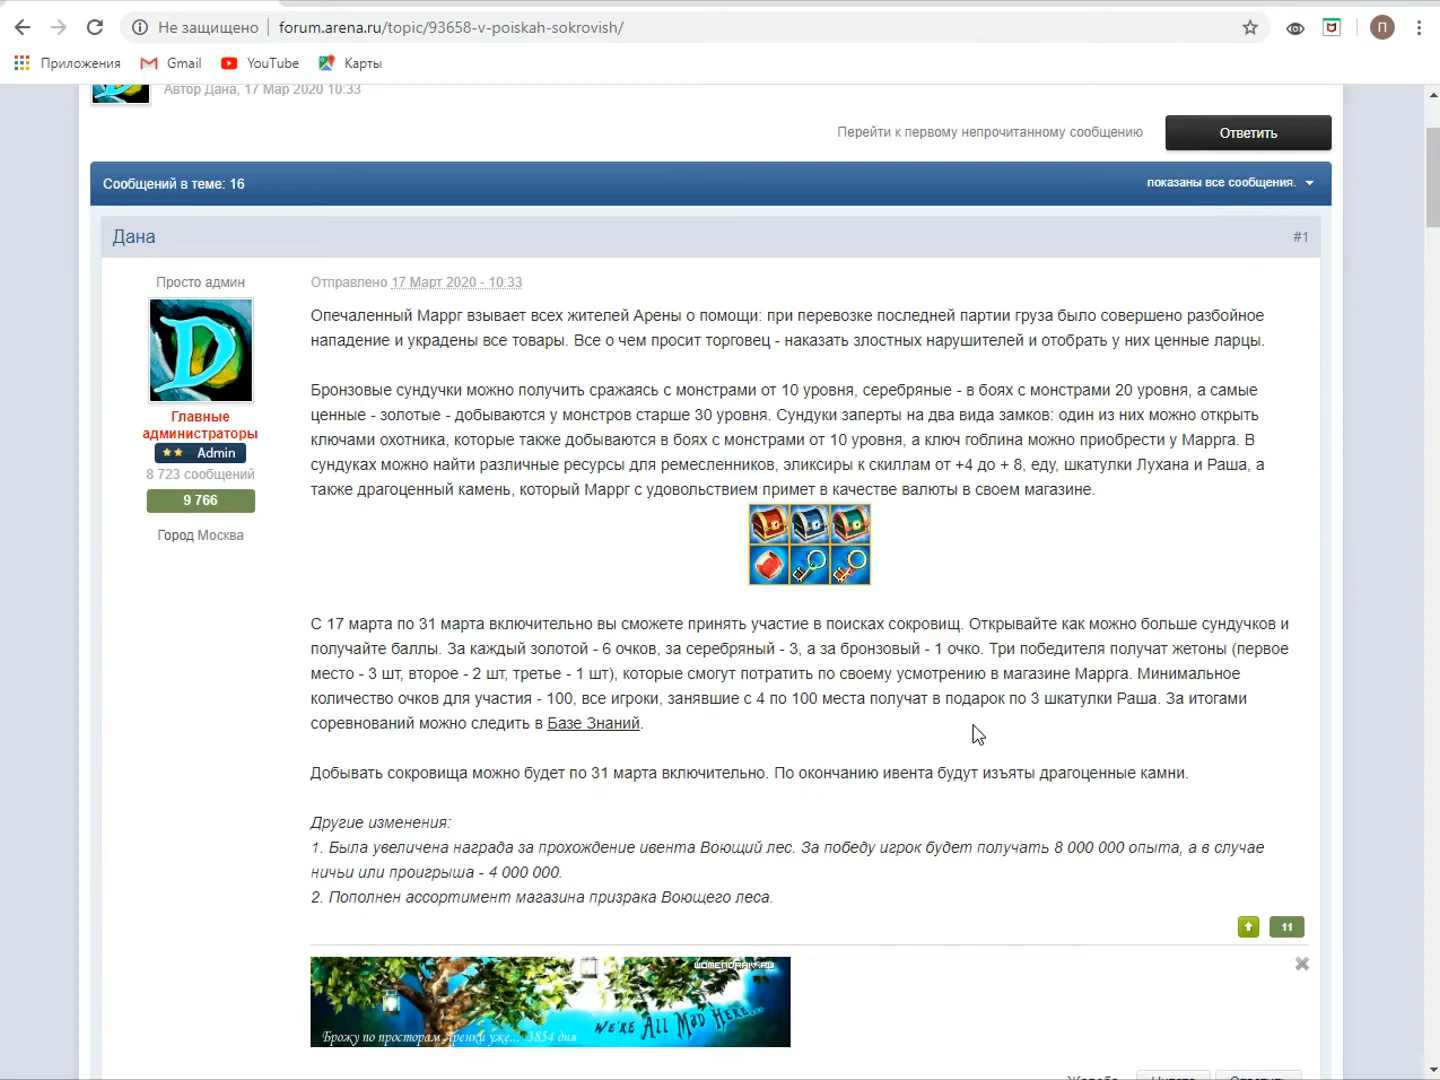 Не защищено
forum.arena.ru/topic/93658-v-poiskah-sokrovish/
П
Приложения
Gmail
YouTube
Карты
Автор Дана, 17 Мар 2020 10:33
Перейти к первому непрочитанному сообщению
Ответить
Сообщений в теме: 16
показаны все сообщения.
Дана
#1
Просто админ
Главные
администраторы
Admin
8 723 сообщений
9 766
Город Москва
Отправлено 17 Март 2020 - 10:33
Опечаленный Маррг взывает всех жителей Арены о помощи: при перевозке последней партии груза было совершено разбойное
нападение и украдены все товары. Все о чем просит торговец - наказать злостных нарушителей и отобрать у них ценные ларцы.
Бронзовые сундучки можно получить сражаясь с монстрами от 10 уровня, серебряные - в боях с монстрами 20 уровня, а самые
ценные - золотые - добываются у монстров старше 30 уровня. Сундуки заперты на два вида замков: один из них можно открыть
ключами охотника, которые также добываются в боях с монстрами от 10 уровня, а ключ гоблина можно приобрести у Маррга. В
сундуках можно найти различные ресурсы для ремесленников, эликсиры к скиллам от +4 до + 8, еду, шкатулки Лухана и Раша, а
также драгоценный камень, который Маррг с удовольствием примет в качестве валюты в своем магазине.
С 17 марта по 31 марта включительно вы сможете принять участие в поисках сокровищ. Открывайте как можно больше сундучков и
получайте баллы. За каждый золотой - 6 очков, за серебряный - 3, а за бронзовый - 1 очко. Три победителя получат жетоны (первое
место - 3 шт, второе - 2 шт, третье - 1 шт), которые смогут потратить по своему усмотрению в магазине Маррга. Минимальное
количество очков для участия - 100, все игроки, занявшие с 4 по 100 места получат в подарок по 3 шкатулки Раша. За итогами
соревнований можно следить в Базе Знаний.
Добывать сокровища можно будет по 31 марта включительно. По окончанию ивента будут изъяты драгоценные камни.
Другие изменения:
1. Была увеличена награда за прохождение ивента Воющий лес. За победу игрок будет получать 8 000 000 опыта, а в случае
ничьи или проигрыша - 4 000 000.
2. Пополнен ассортимент магазина призрака Воющего леса.
11
WOMENDRAIV.RU
We're All Mad Here...
Брожу по просторам Аренки уже... 3854 дня